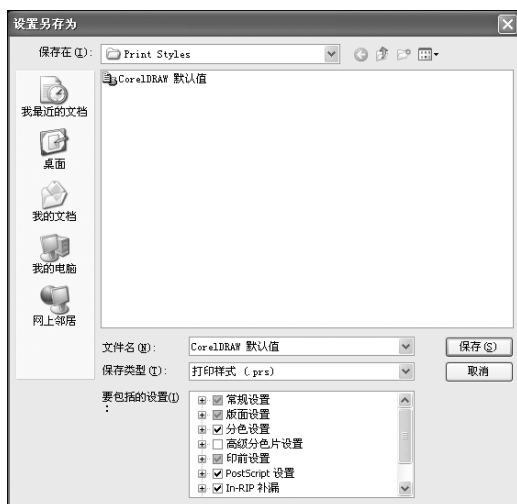 设置另存为
保存在(I):
Print Styles
CorelDRAW 默认值
我最近的文档
桌面
我的文档
我的电脑
网上邻居
文件名(N):
CorelDRAW 默认值
保存(S)
保存类型(T):
打印样式 (.prs)
取消
要包括的设置(I)
:
常规设置
版面设置
分色设置
高级分色片设置
印前设置
PostScript 设置
In-RIP 补漏